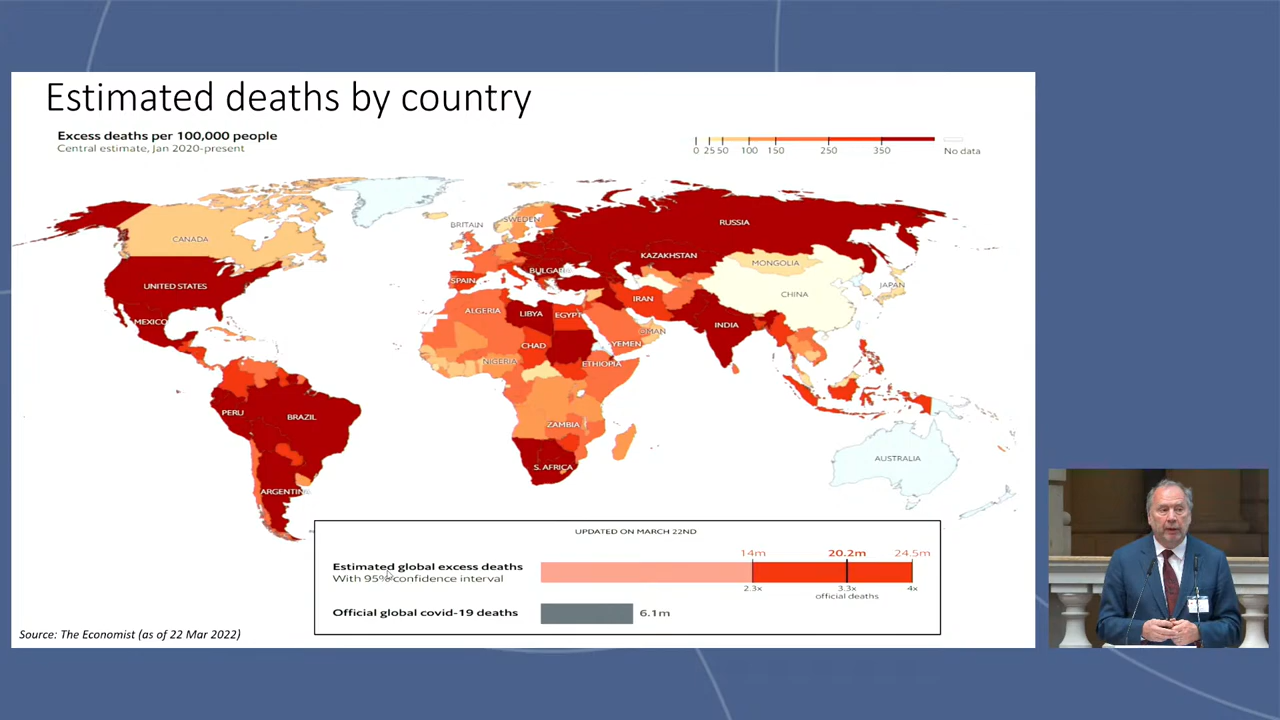 Estimated deaths by country
Excess deaths per 100,000 people
Central estimate, Jan 2020-present
0 25 50 100 150 250 350 No data
CANADA
UNITED STATES
MEXICO
PERU
BRAZIL
ARGENTINA
BRITAIN
SWEDEN
SPAIN
BULGARIA
RUSSIA
KAZAKHSTAN
MONGOLIA
CHINA
JAPAN
ALGERIA
LIBYA
EGYPT
IRAN
OMAN
INDIA
CHAD
YEMEN
NIGERIA
ETHIOPIA
ZAMBIA
S. AFRICA
AUSTRALIA
UPDATED ON MARCH 22ND
14m 20.2m 24.5m
Estimated global excess deaths
With 95% confidence interval
2.3x 3.3x 4x
official deaths
Official global covid-19 deaths 6.1m
Source: The Economist (as of 22 Mar 2022)